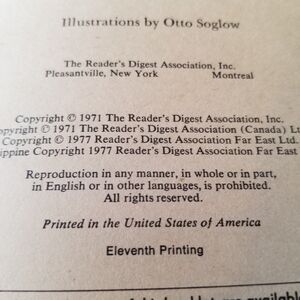 Illustrations by Otto Soglow
The Reader's Digest Association, Inc.
Pleasantville, New York Montreal
Copyright © 1971 The Reader's Digest Association, Inc.
opyright © 1971 The Reader's Digest Association (Canada) Ltd
Copyright © 1977 Reader's Digest Association Far East Ltd.
ippine Copyright 1977 Reader's Digest Association Far East
Reproduction in any manner, in whole or in part,
in English or in other languages, is prohibited.
All rights reserved.
Printed in the United States of America
Eleventh Printing